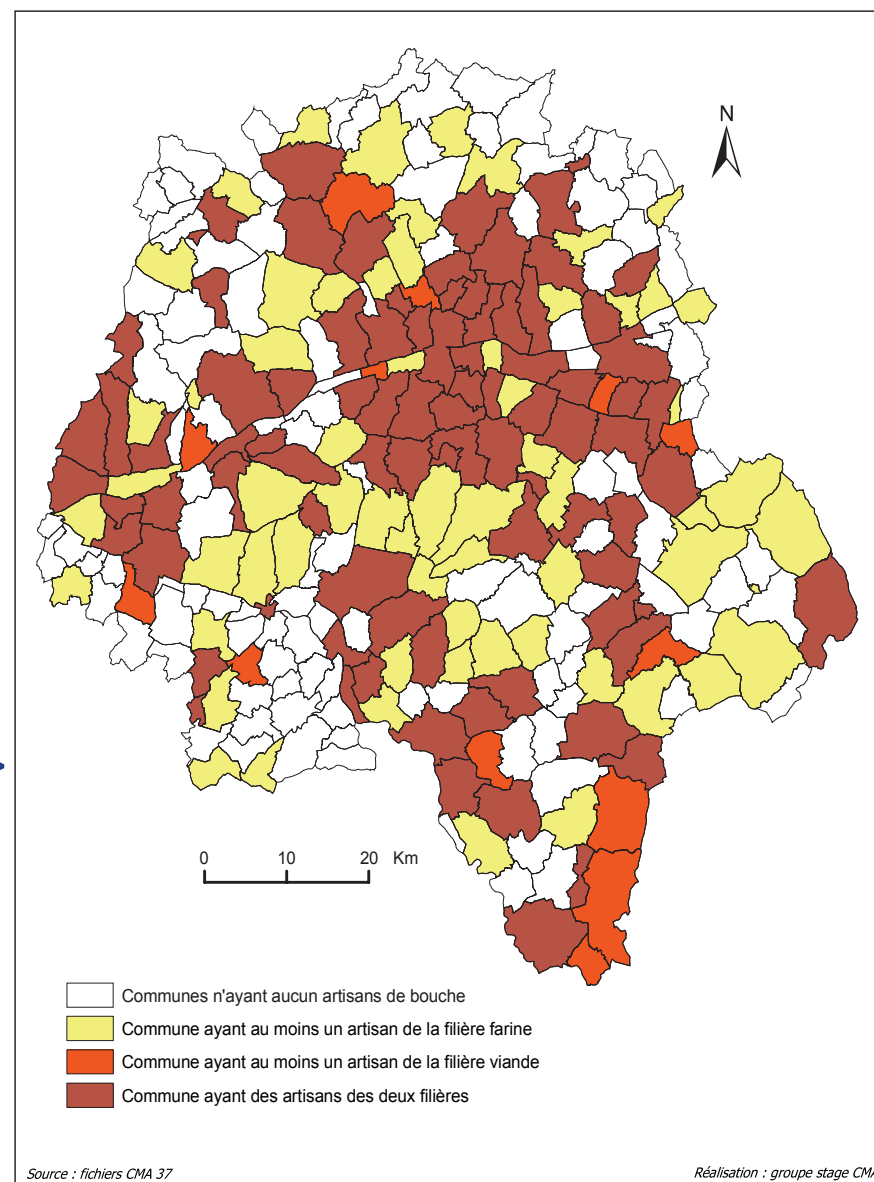 N
0 10 20 Km
Communes n'ayant aucun artisans de bouche
Commune ayant au moins un artisan de la filière farine
Commune ayant au moins un artisan de la filière viande
Commune ayant des artisans des deux filières
Source : fichiers CMA 37 Réalisation : groupe stage CMA